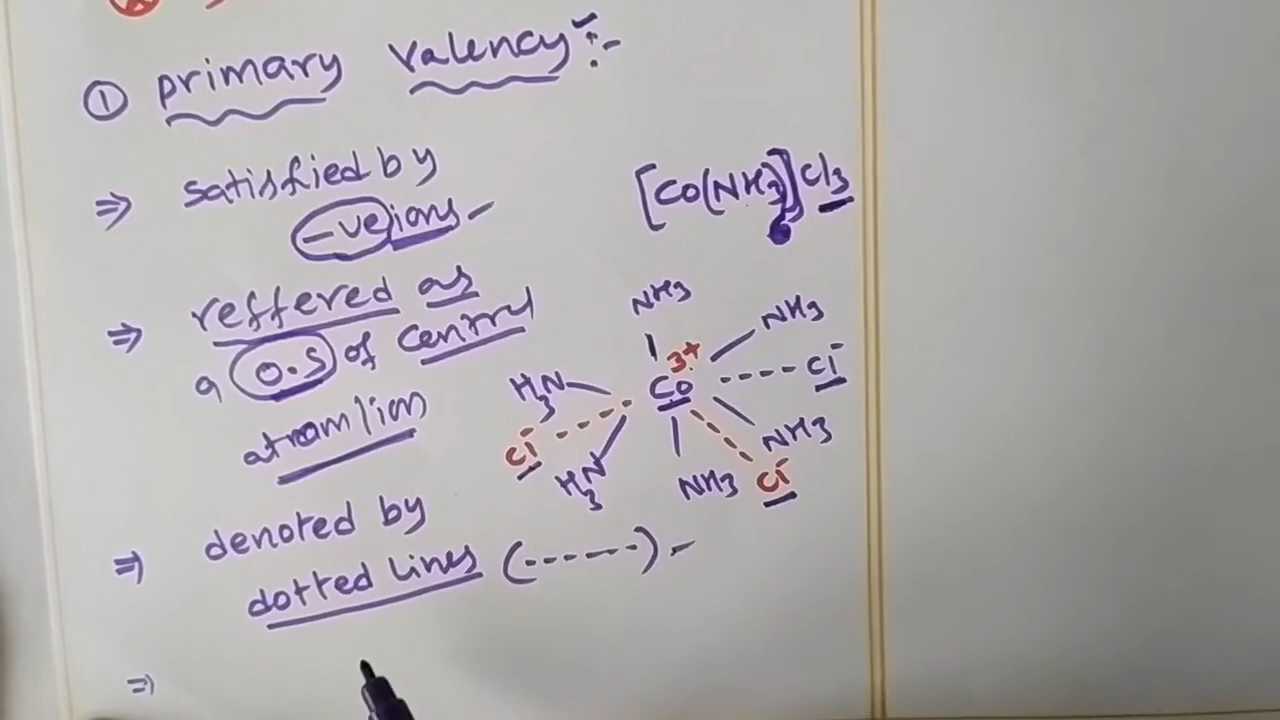 ① primary valency :-
⇒ satisfied by
-ve ions
[Co(NH3)6]Cl3
⇒ reffered as
a O.S of central
atrom/ion
NH3
NH3
3+
Co
Cl-
H3N
NH3
Cl-
H3N
NH3
Cl-
⇒ denoted by
dotted lines (------)
⇒